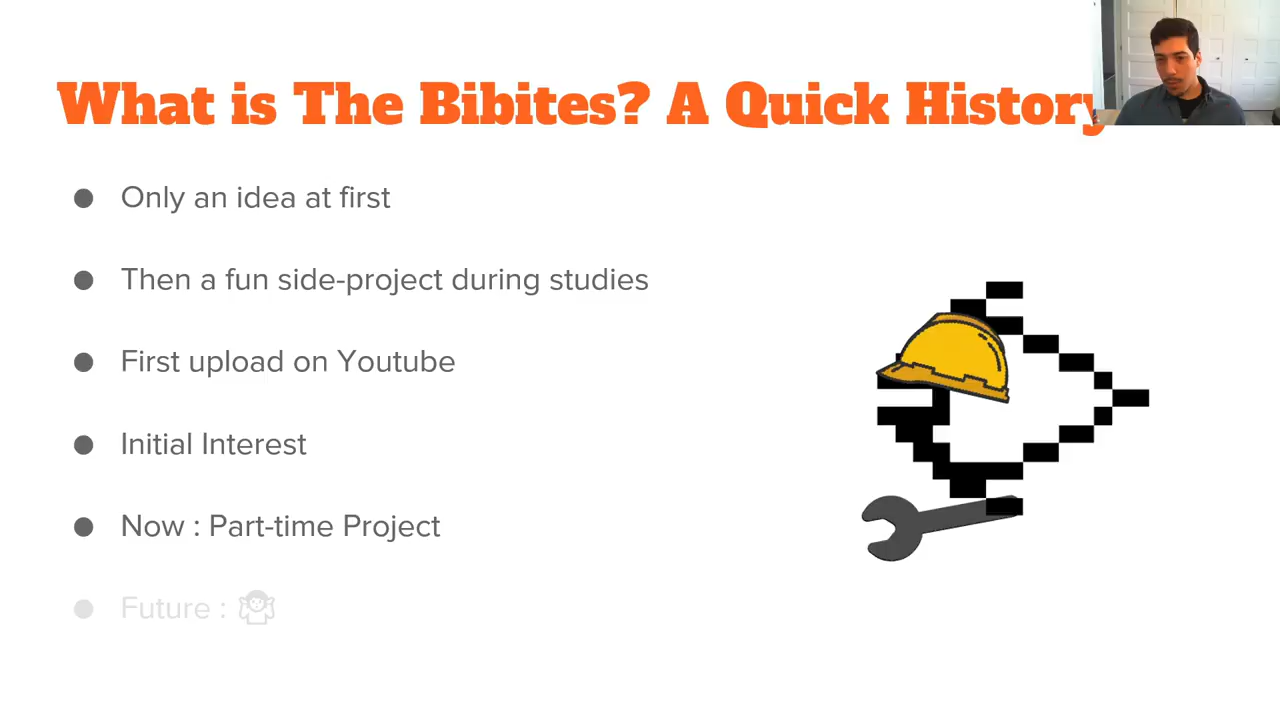 What is The Bibites? A Quick History
● Only an idea at first
● Then a fun side-project during studies
● First upload on Youtube
● Initial Interest
● Now : Part-time Project
● Future :